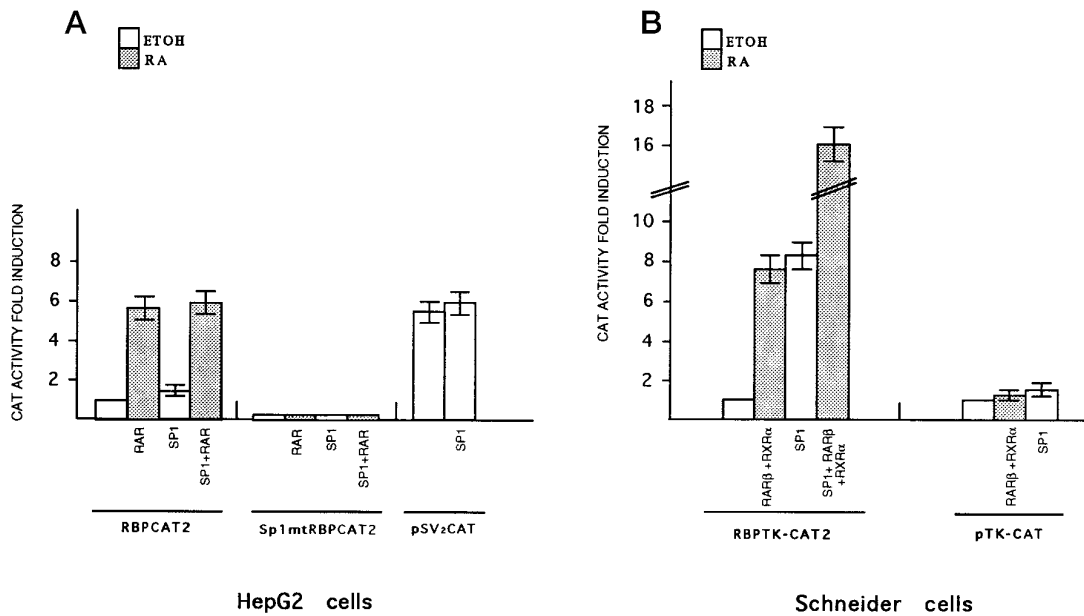 A
ETOH
RA
CAT ACTIVITY FOLD INDUCTION
8
6
4
2
RAR
SP1
SP1+RAR
RAR
SP1
SP1+RAR
SP1
RBPCAT2
Sp1mtRBPCAT2
pSV₂CAT
HepG2 cells
B
ETOH
RA
CAT ACTIVITY FOLD INDUCTION
18
16
10
8
6
4
2
RARβ +RXRα
SP1
SP1+ RARβ
+RXRα
RARβ +RXRα
SP1
RBPTK-CAT2
pTK-CAT
Schneider cells